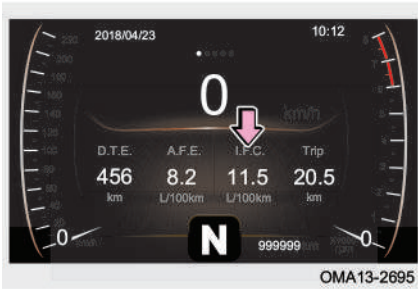 2018/04/23 10:12
0
km/h
D.T.E. A.F.E. I.F.C. Trip
456 8.2 11.5 20.5
km L/100km L/100km km
0 N 999999 km 0
OMA13-2695